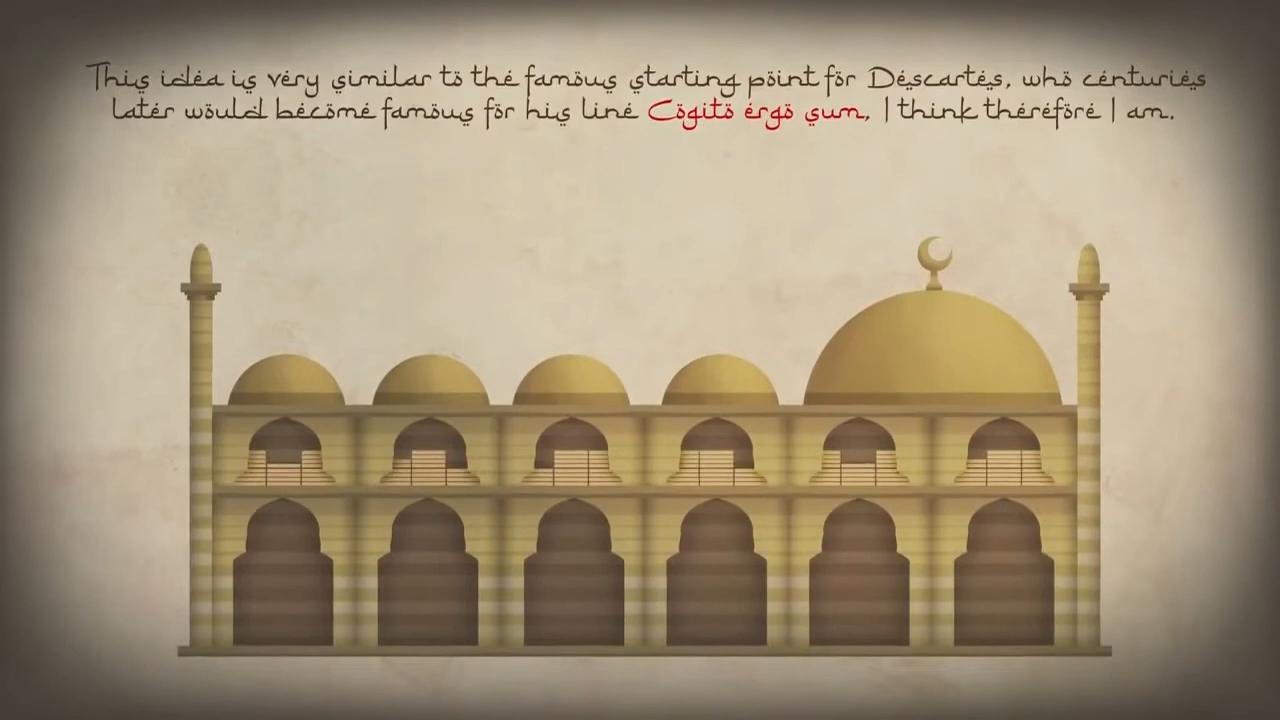 This idea is very similar to the famous starting point for Descartes, who centuries
later would become famous for his line Cogito ergo sum, I think therefore I am.